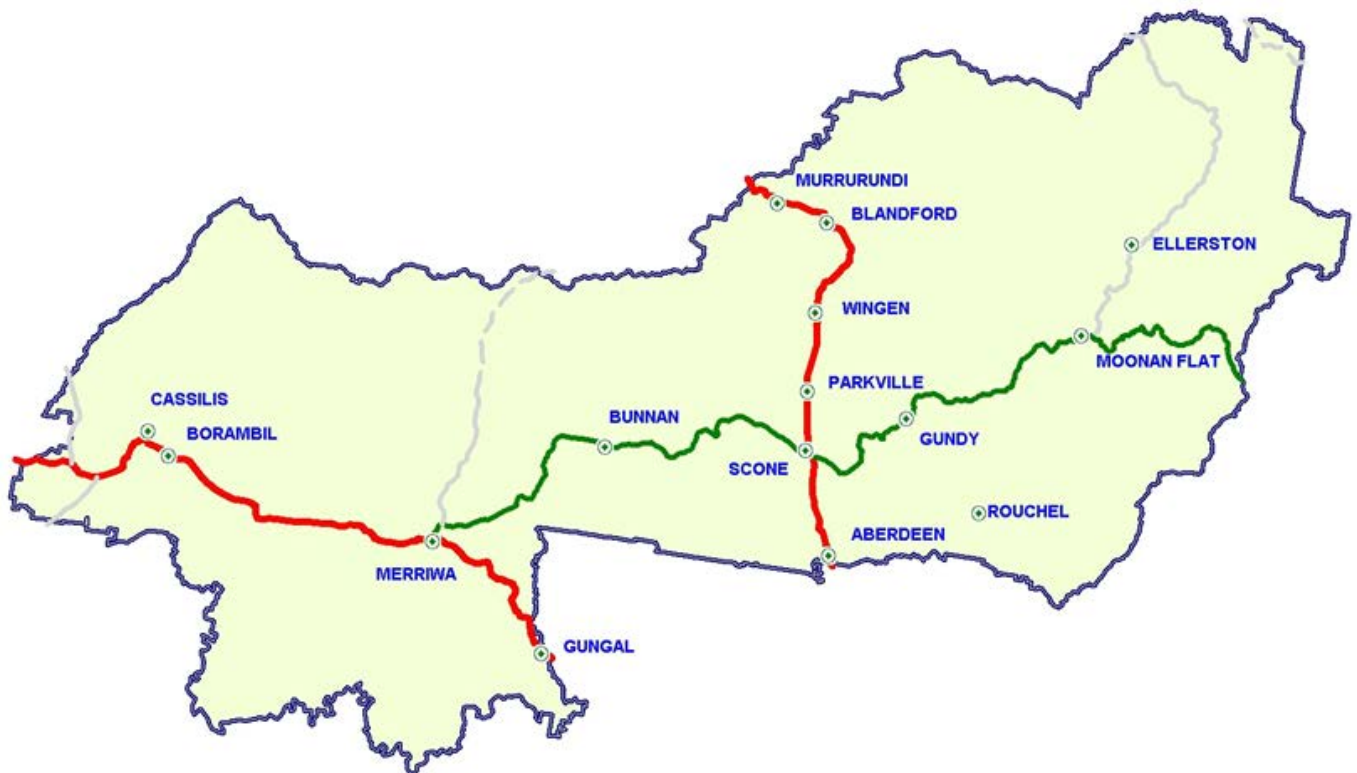 MURRURUNDI
BLANDFORD
ELLERSTON
WINGEN
MOONAN FLAT
PARKVILLE
CASSILIS
BUNNAN
BORAMBIL
GUNDY
SCONE
ROUCHEL
ABERDEEN
MERRIWA
GUNGAL